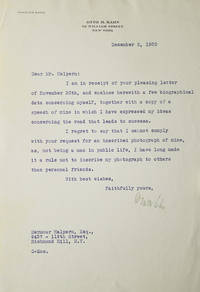 OTTO H. KAHN
52 WILLIAM STREET
NEW YORK
December 2, 1925
Dear Mr. Halpern:
I am in receipt of your pleasing letter
of November 30th, and enclose herewith a few biographical
data concerning myself, together with a copy of a
speech of mine in which I have expressed my ideas
concerning the road that leads to success.
I regret to say that I cannot comply
with your request for an inscribed photograph of mine,
as, not being a man in public life, I have long made
it a rule not to inscribe my photograph to others
than personal friends.
With best wishes,
Faithfully yours,
Seymour Halpern, Esq.,
Richmond Hill, N.Y.